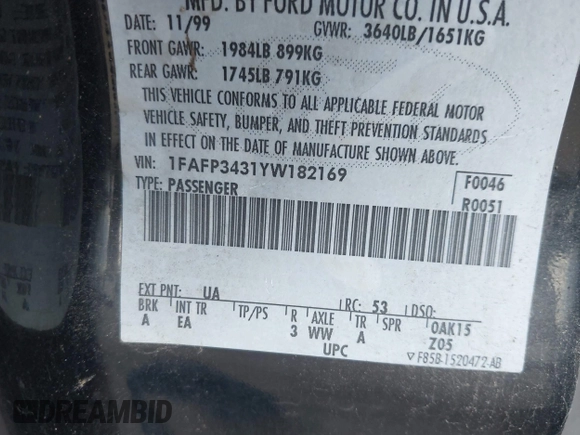 MFD. BY FORD MOTOR CO. IN U.S.A.
11/99 GVWR: 3640LB/1651KG
FRONT GAWR: 1984LB 899KG
REAR GAWR: 1745LB 791KG
THIS VEHICLE CONFORMS TO ALL APPLICABLE FEDERAL MOTOR
VEHICLE SAFETY, BUMPER, AND THEFT PREVENTION STANDARDS
IN EFFECT ON THE DATE OF MANUFACTURE SHOWN ABOVE.
VIN: 1FAFP3431YW182169
TYPE: PASSENGER
F0046
R0051
EXT PNT: UA RC: 53 DSO:
BRK INT TR TP/PS R AXLE TR SPR OAK15
A EA 3 WW A Z05
UPC ▽ F85B-1520472-AB
DREAMBID